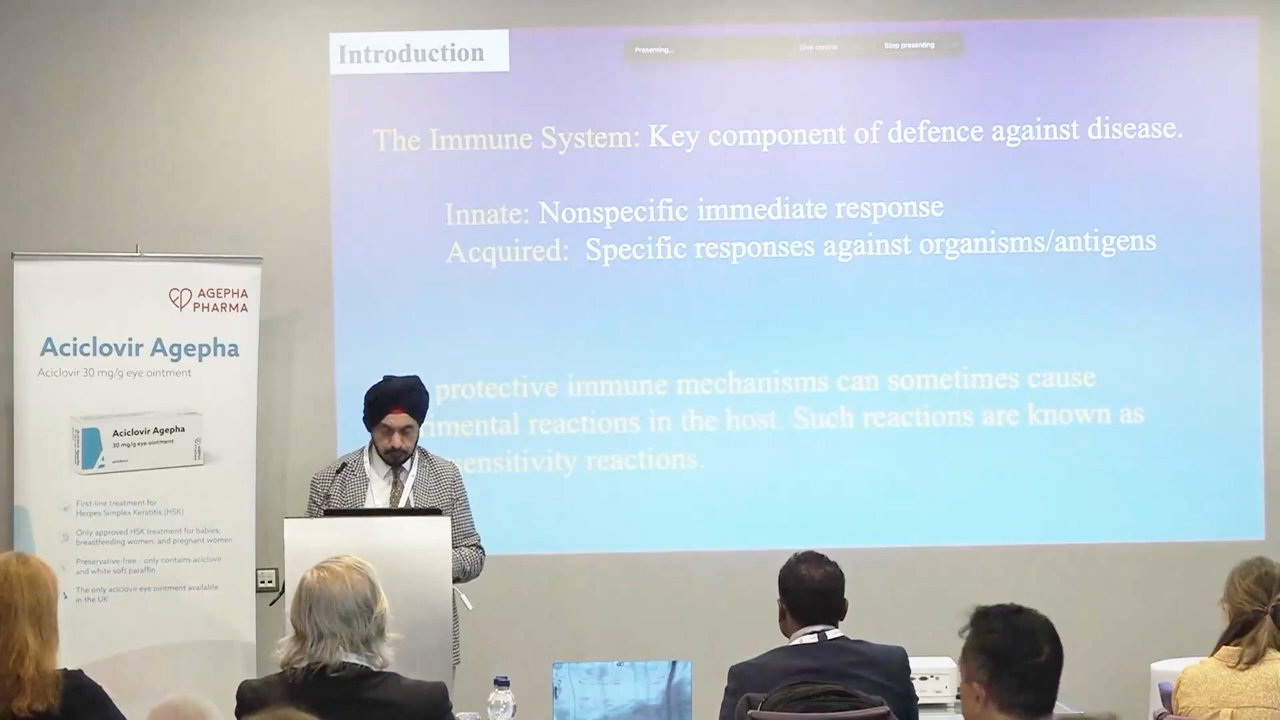 Introduction
Presenting...
Give control
Stop presenting
The Immune System: Key component of defence against disease.
Innate: Nonspecific immediate response
Acquired: Specific responses against organisms/antigens
protective immune mechanisms can sometimes cause
imental reactions in the host. Such reactions are known as
sensitivity reactions.
AGEPHA
PHARMA
Aciclovir Agepha
Aciclovir 30 mg/g eye ointment
Aciclovir Agepha
30 mg/g eye ointment
First-line treatment for
Herpes Simplex Keratitis (HSK)
Only approved HSK treatment for babies,
breastfeeding women, and pregnant women
Preservative-free - only contains aciclovir
and white soft paraffin
The only aciclovir eye ointment available
in the UK